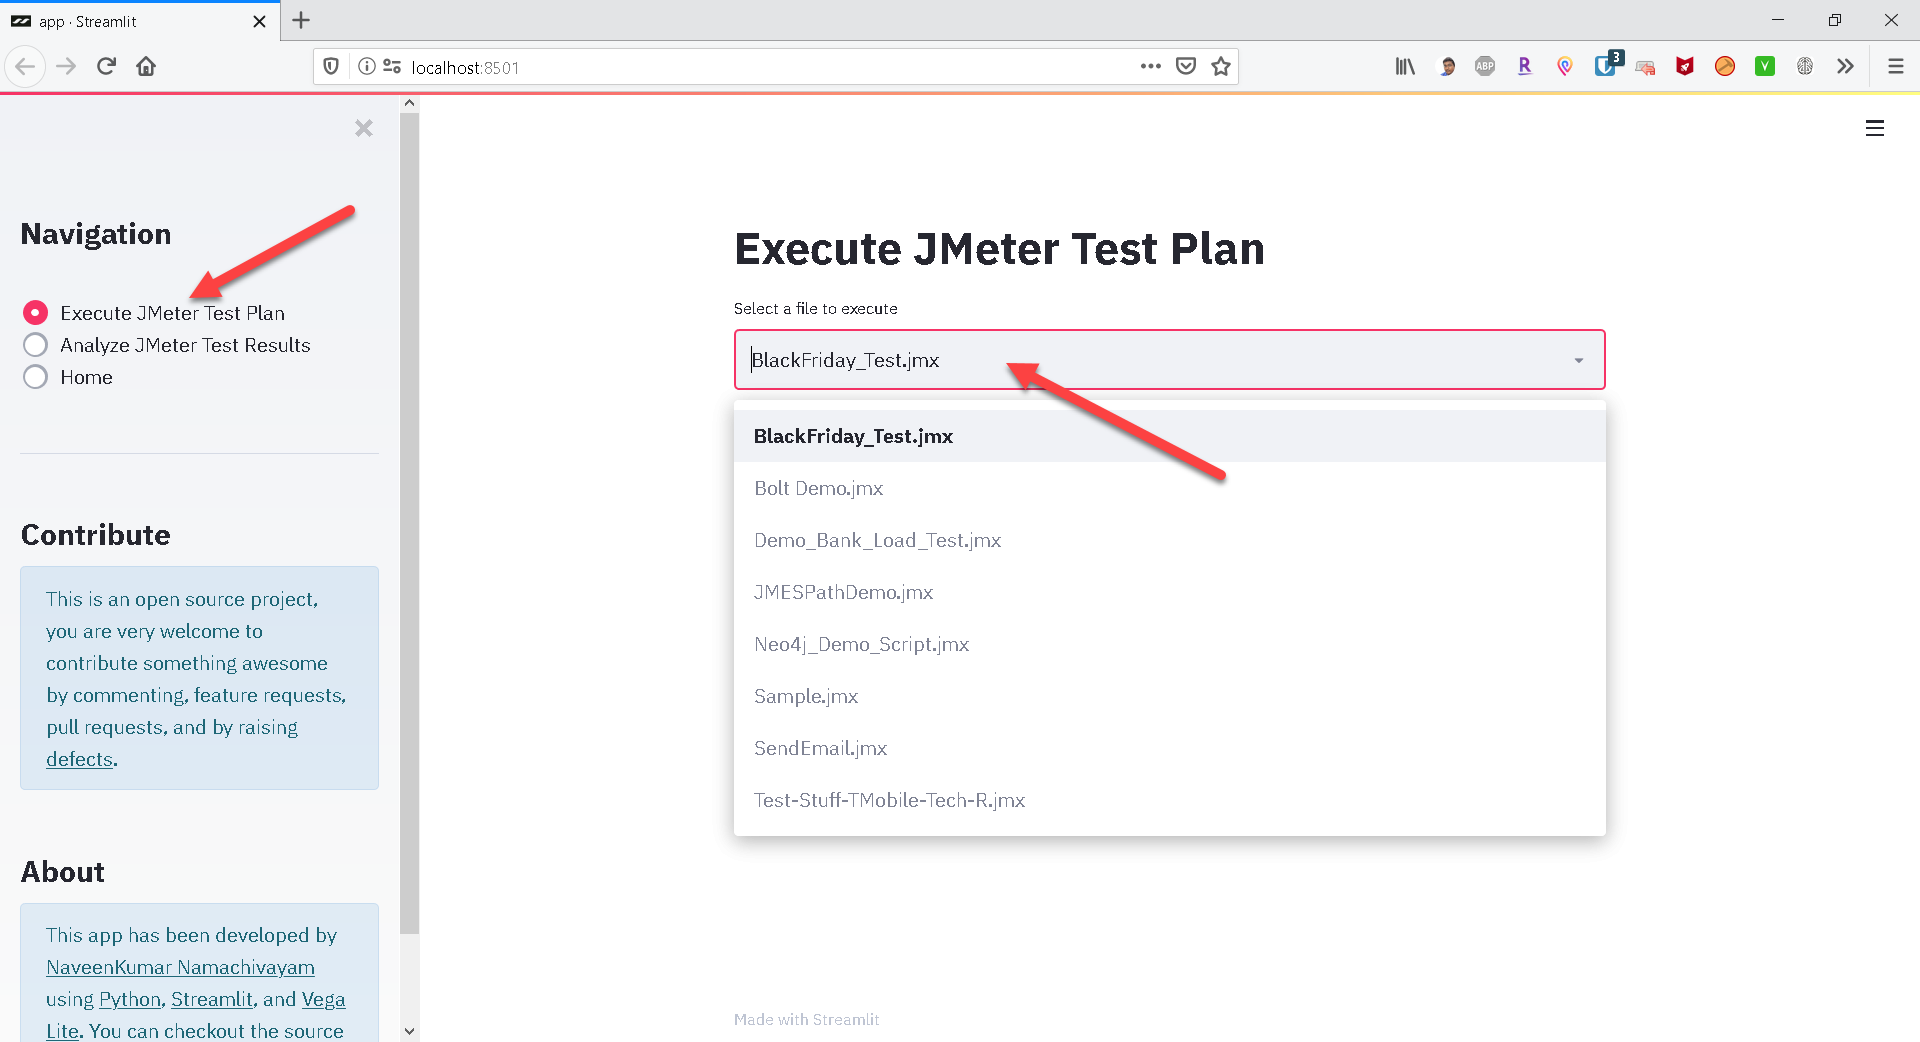 app · Streamlit
localhost:8501
ABP
R
3
V
Navigation
Execute JMeter Test Plan
Analyze JMeter Test Results
Home
Contribute
This is an open source project,
you are very welcome to
contribute something awesome
by commenting, feature requests,
pull requests, and by raising
defects.
About
This app has been developed by
NaveenKumar Namachivayam
using Python, Streamlit, and Vega
Lite. You can checkout the source
Execute JMeter Test Plan
Select a file to execute
BlackFriday_Test.jmx
BlackFriday_Test.jmx
Bolt Demo.jmx
Demo_Bank_Load_Test.jmx
JMESPathDemo.jmx
Neo4j_Demo_Script.jmx
Sample.jmx
SendEmail.jmx
Test-Stuff-TMobile-Tech-R.jmx
Made with Streamlit